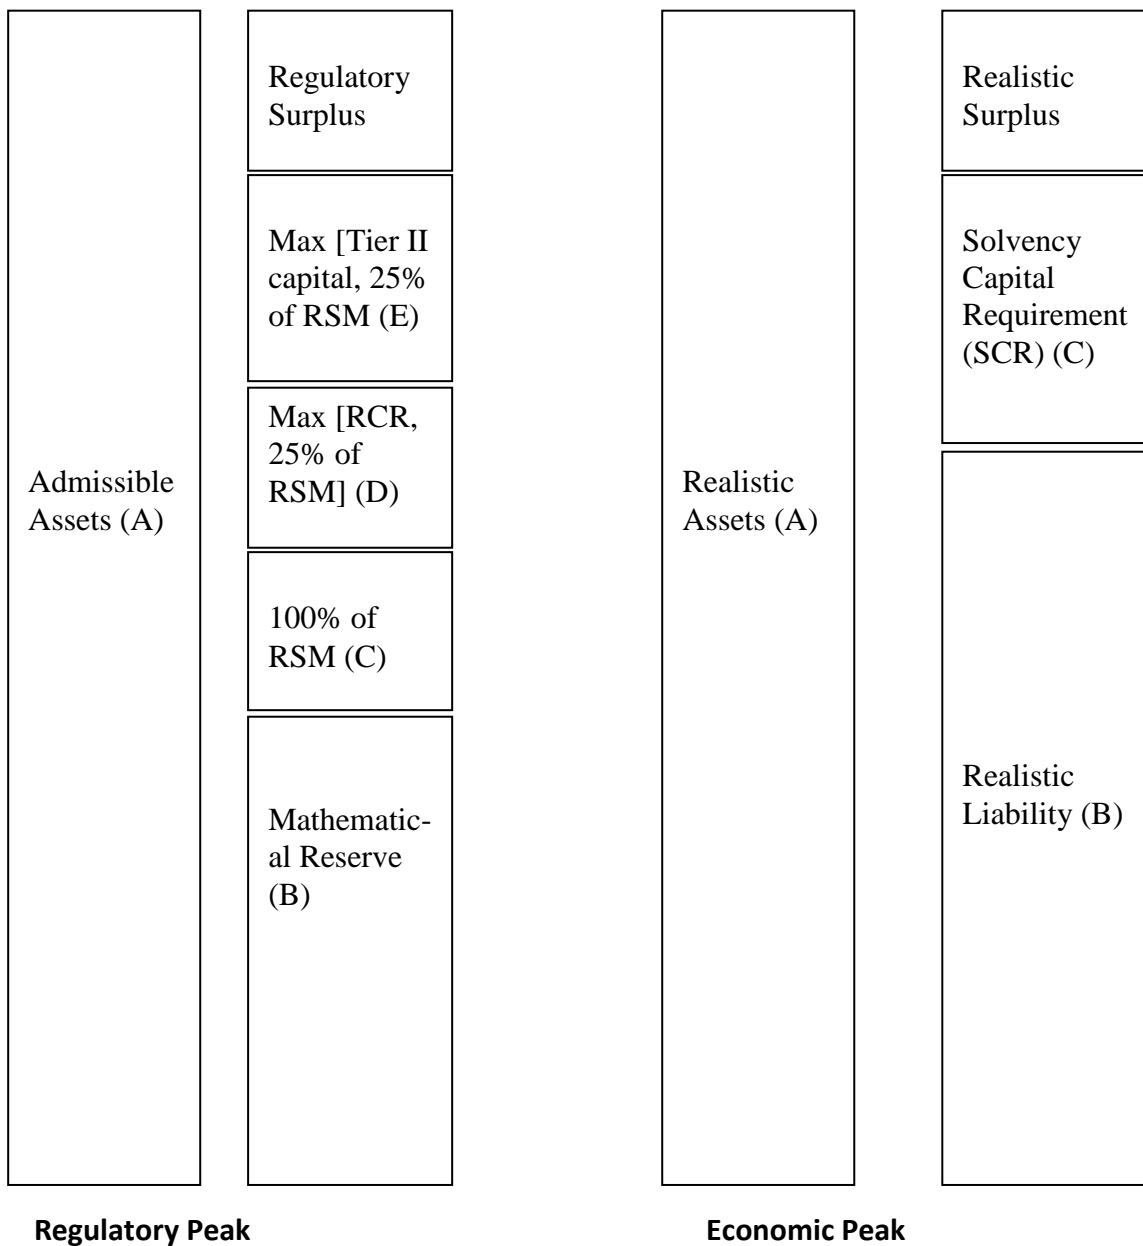 Regulatory
Surplus
Max [Tier II
capital, 25%
of RSM (E)
Max [RCR,
25% of
RSM] (D)
Admissible
Assets (A)
100% of
RSM (C)
Mathematic-
al Reserve
(B)
Regulatory Peak
Realistic
Surplus
Solvency
Capital
Requirement
(SCR) (C)
Realistic
Assets (A)
Realistic
Liability (B)
Economic Peak